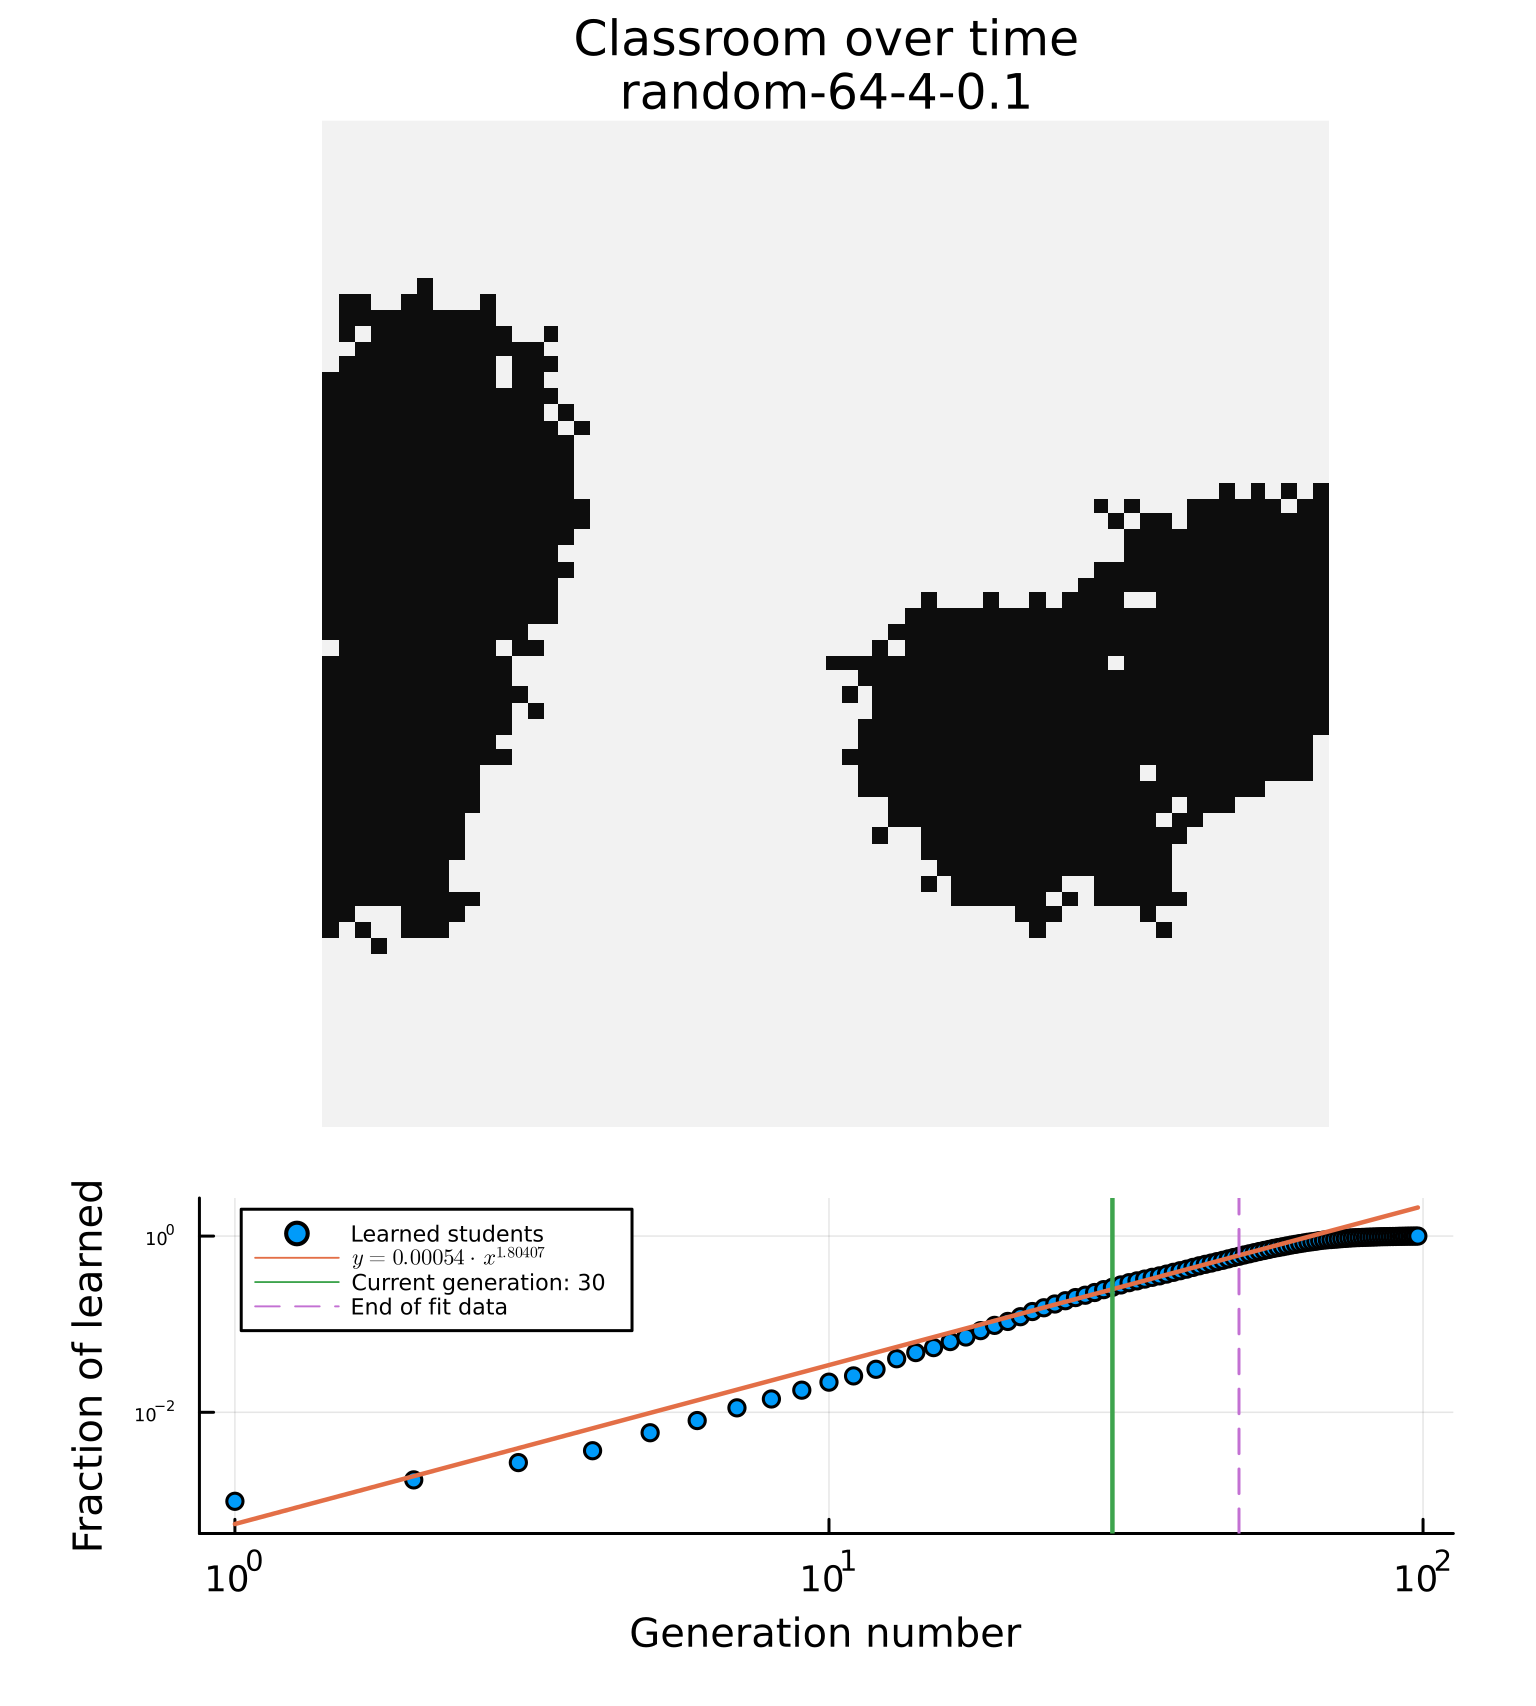 Classroom over time
random-64-4-0.1
Fraction of learned
10^0
10^−2
Learned students
y = 0.00054 · x^1.80407
Current generation: 30
End of fit data
10^0
10^1
10^2
Generation number